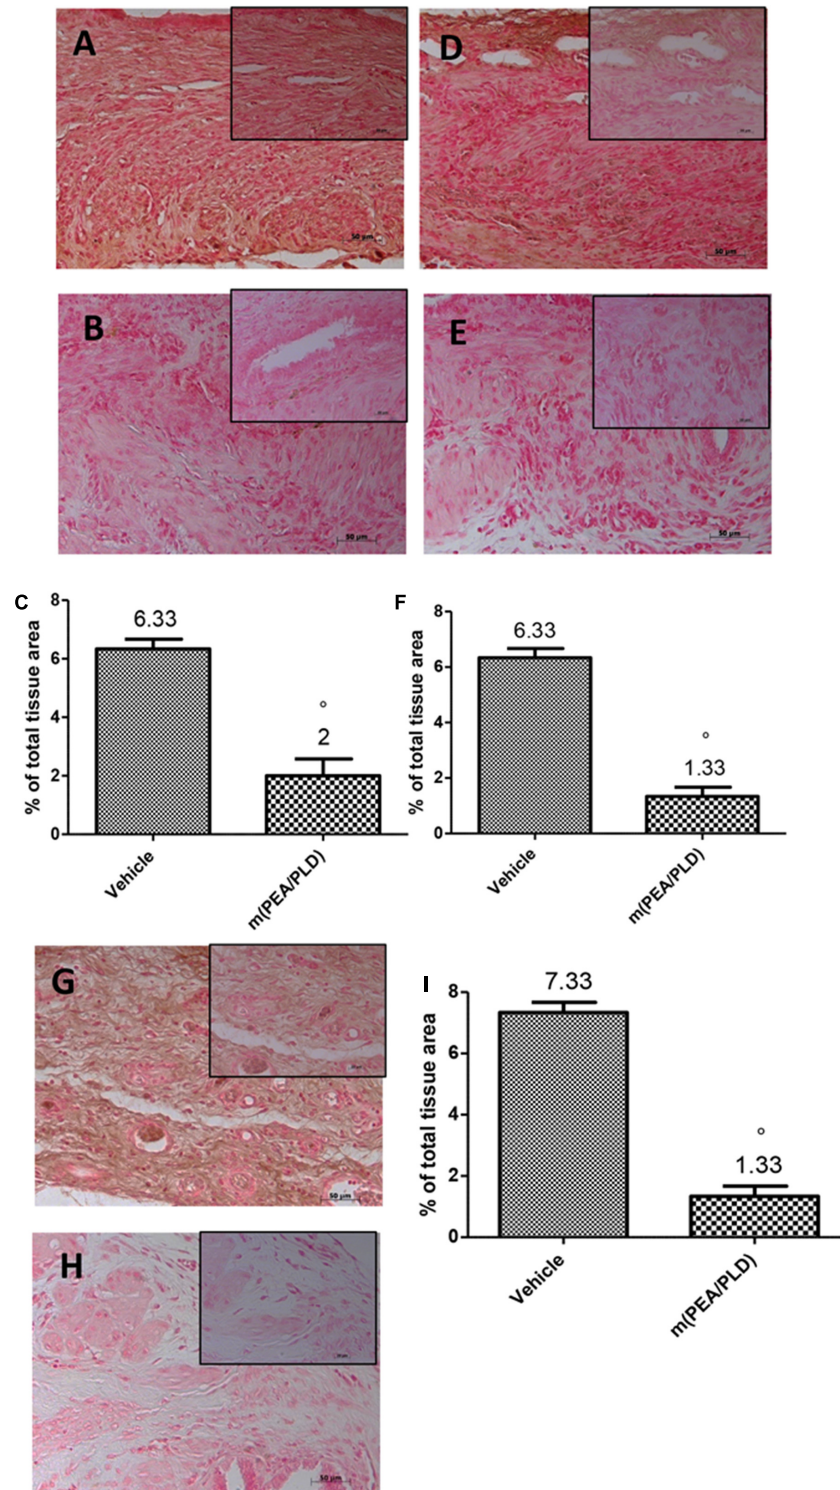 A
D
50 µm
50 µm
B
E
50 µm
50 µm
C
% of total tissue area
8
6
4
2
0
6.33
°
2
Vehicle
m(PEA/PLD)
F
% of total tissue area
8
6
4
2
0
6.33
°
1.33
Vehicle
m(PEA/PLD)
G
50 µm
I
% of total tissue area
8
6
4
2
0
7.33
°
1.33
Vehicle
m(PEA/PLD)
H
50 µm